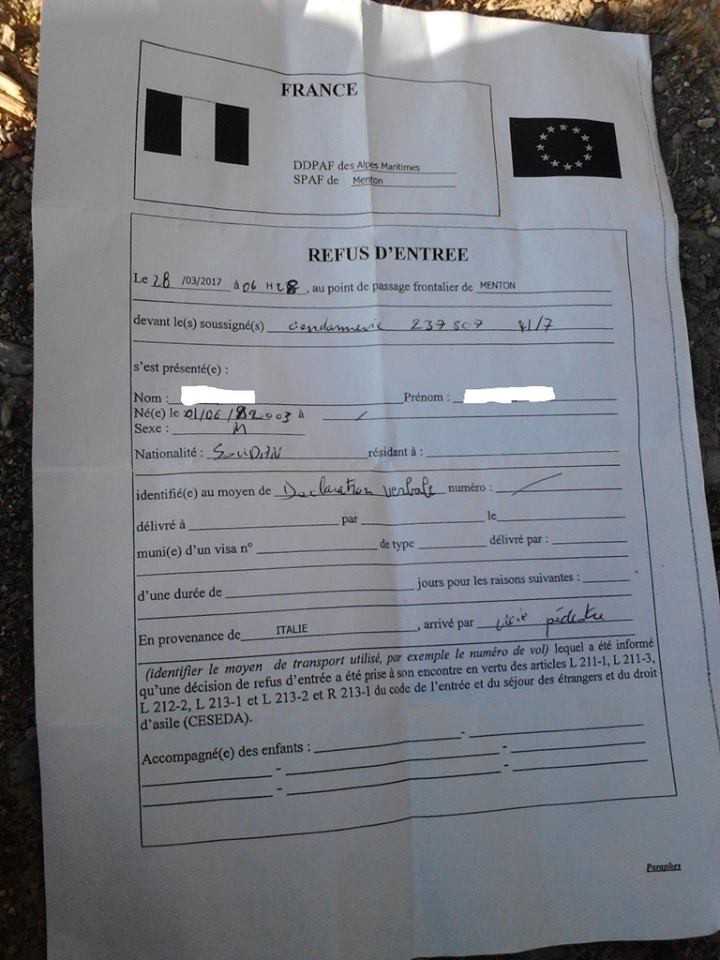 FRANCE
DDPAF des Alpes Maritimes
SPAF de Menton
REFUS D'ENTREE
Le 28 /03/2017 à 06 H 28, au point de passage frontalier de MENTON
devant le(s) soussigné(s) Gendarmerie 237507 41/7
s'est présenté(e) :
Nom : Prénom :
Né(e) le 01/06/2003 à /
Sexe : M
Nationalité : SOUDAN résidant à :
identifié(e) au moyen de Declaration verbale numéro : /
délivré à par le
muni(e) d'un visa n° de type délivré par :
d'une durée de jours pour les raisons suivantes :
En provenance de ITALIE , arrivé par voie pédestre
(identifier le moyen de transport utilisé, par exemple le numéro de vol) lequel a été informé
qu'une décision de refus d'entrée a été prise à son encontre en vertu des articles L 211-1, L 211-3,
L 212-2, L 213-1 et L 213-2 et R 213-1 du code de l'entrée et du séjour des étrangers et du droit
d'asile (CESEDA).
Accompagné(e) des enfants : -
- -
- -
Paraphes